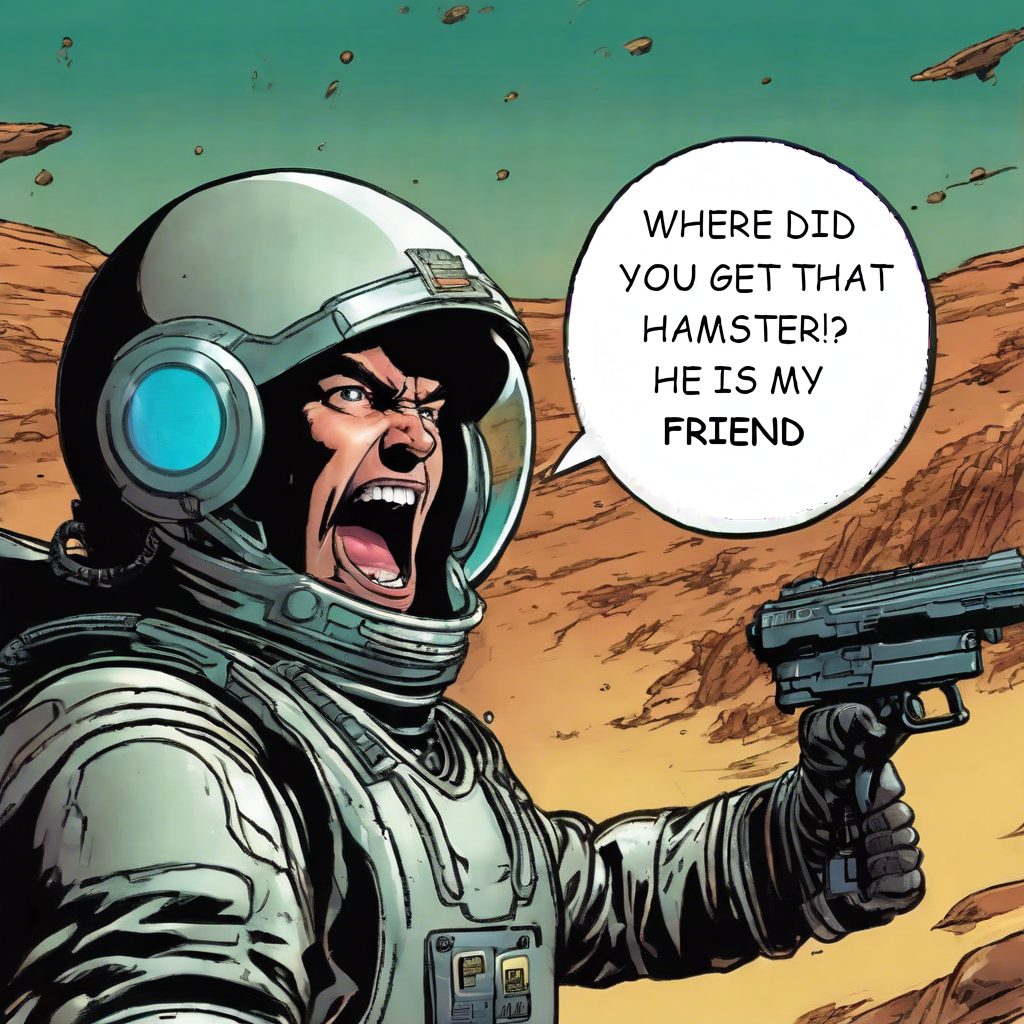 WHERE DID
YOU GET THAT
HAMSTER!?
HE IS MY
FRIEND